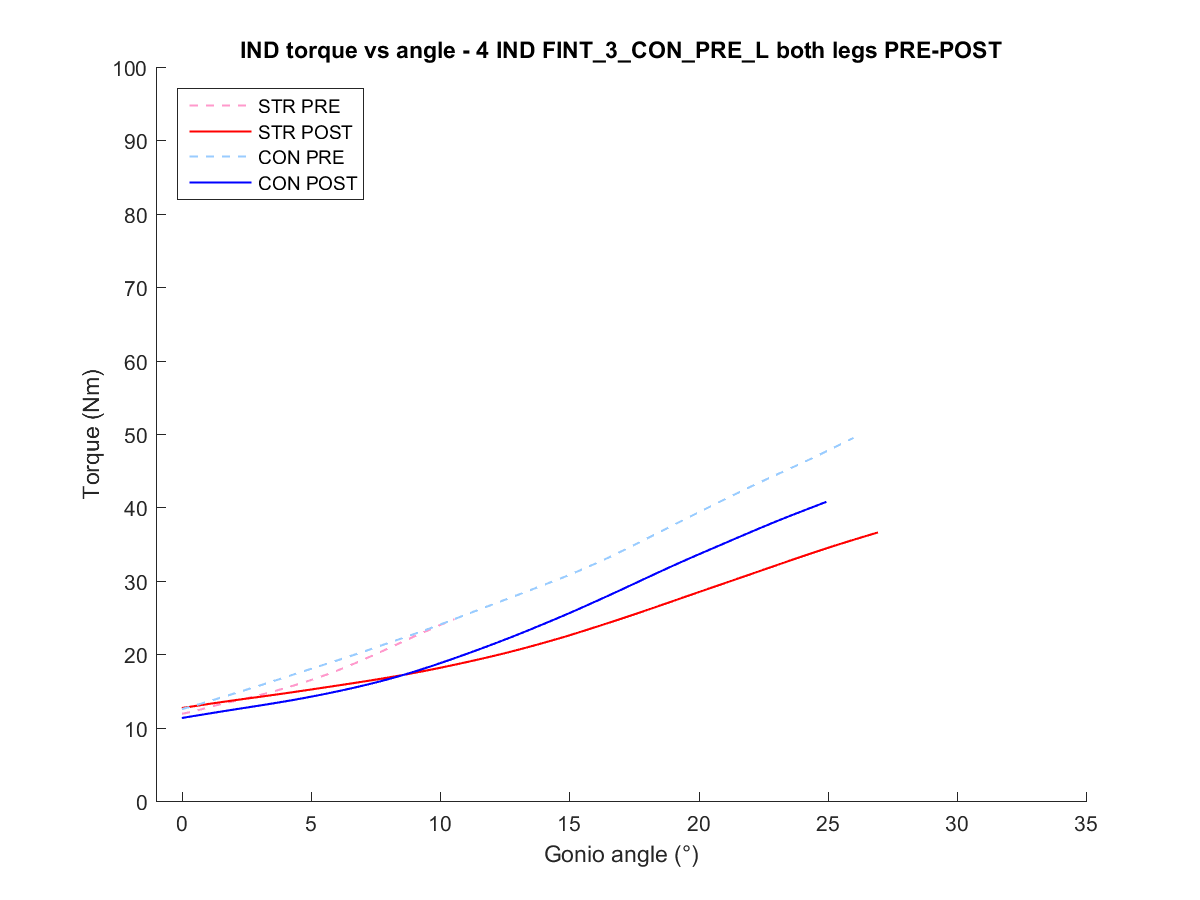 IND torque vs angle - 4 IND FINT_3_CON_PRE_L both legs PRE-POST
100
90
80
70
60
50
40
30
20
10
0
STR PRE
STR POST
CON PRE
CON POST
Torque (Nm)
0 5 10 15 20 25 30 35
Gonio angle (°)